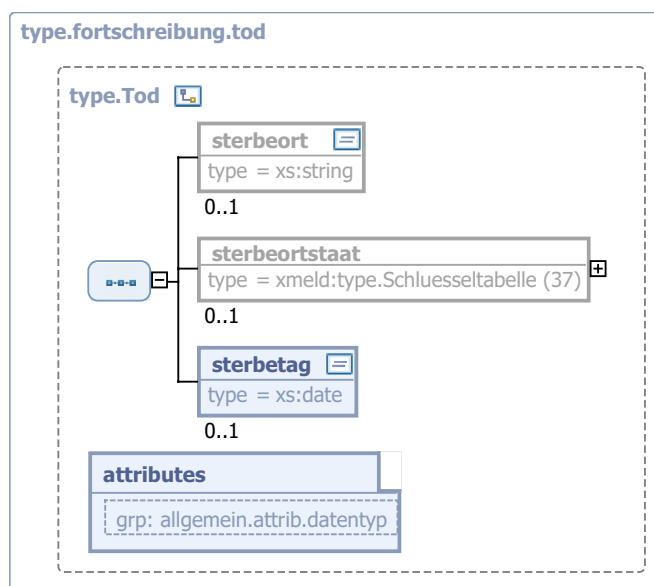 type.fortschreibung.tod
type.Tod
sterbeort
type = xs:string
0..1
sterbeortstaat
type = xmeld:type.Schluesseltabelle (37)
0..1
sterbetag
type = xs:date
0..1
attributes
grp: allgemein.attrib.datentyp